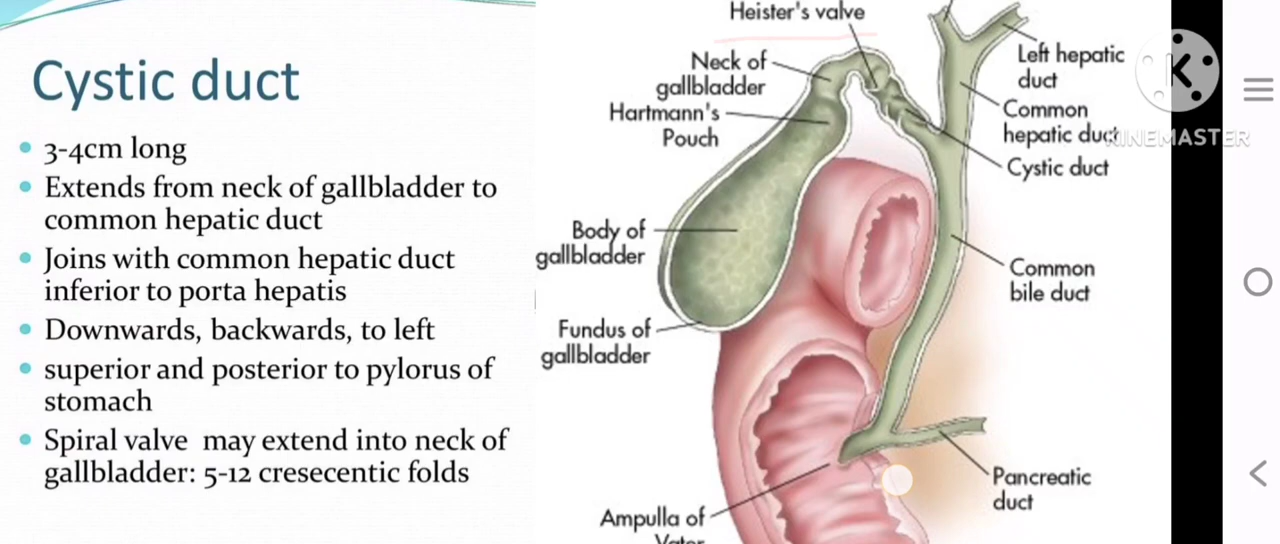 Cystic duct
3-4cm long
Extends from neck of gallbladder to
common hepatic duct
Joins with common hepatic duct
inferior to porta hepatis
Downwards, backwards, to left
superior and posterior to pylorus of
stomach
Spiral valve may extend into neck of
gallbladder: 5-12 cresecentic folds
Heister's valve
Neck of
gallbladder
Hartmann's
Pouch
Body of
gallbladder
Fundus of
gallbladder
Ampulla of
Vater
Left hepatic
duct
Common
hepatic duct
Cystic duct
Common
bile duct
Pancreatic
duct
K
KINEMASTER